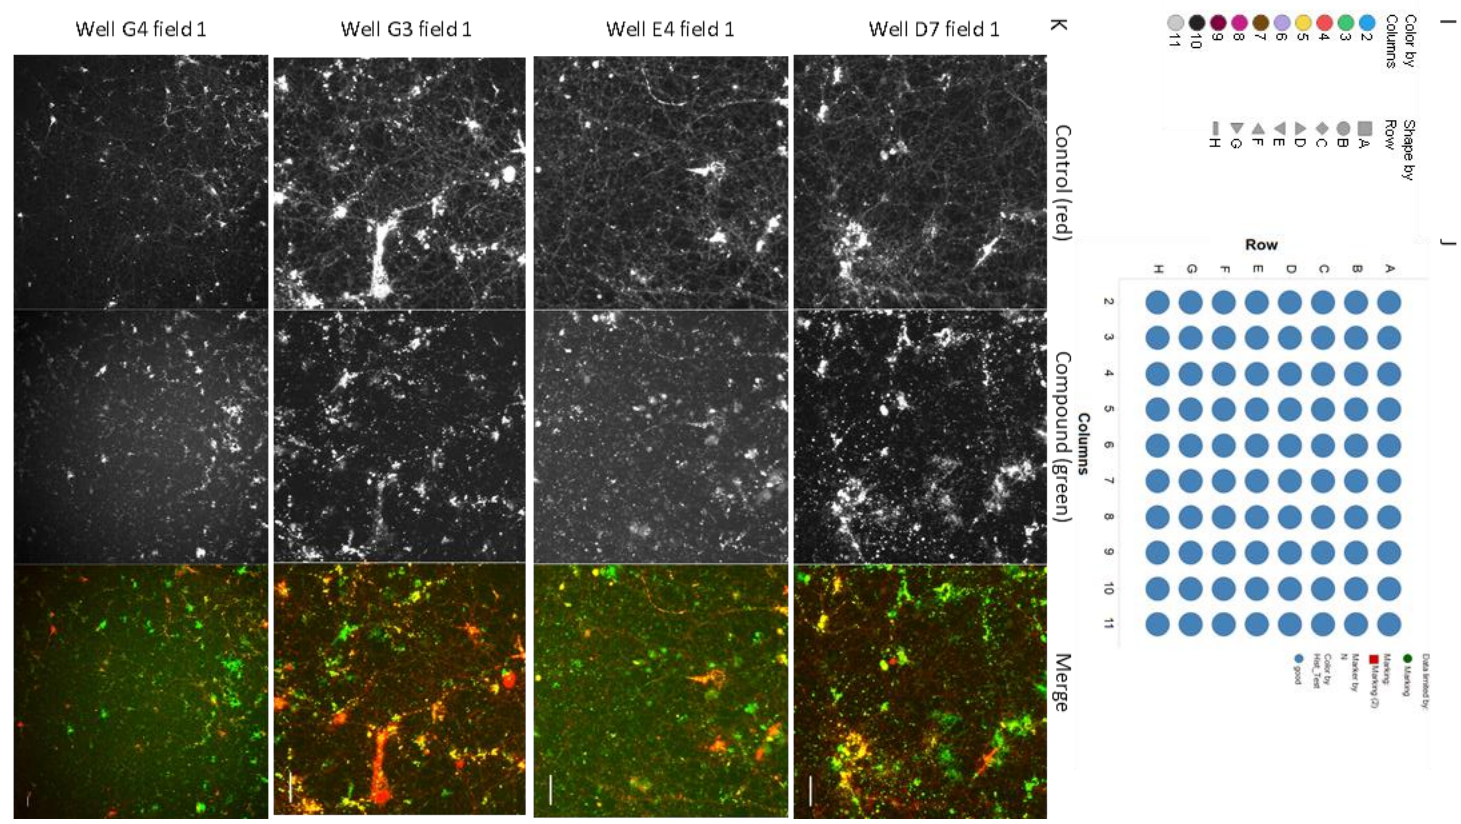 I
Color by
Columns
2
3
4
5
6
7
8
9
10
11
Shape by
Row
A
B
C
D
E
F
G
H
J
Row
H G F E D C B A
2
3
4
5
6
7
8
9
10
11
Columns
Data limited by:
Marking
Marking
Marking (2)
Marker by
N
Color by
Hist_Test
good
K
Well G4 field 1
Well G3 field 1
Well E4 field 1
Well D7 field 1
Control (red)
Compound (green)
Merge